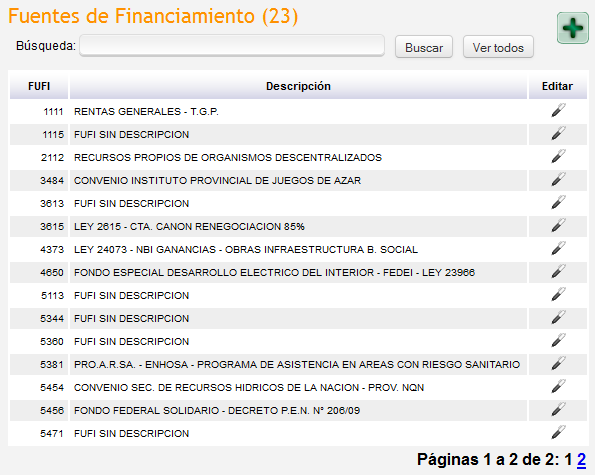 Fuentes de Financiamiento (23)
Búsqueda: Buscar Ver todos
FUFI Descripción Editar
1111 RENTAS GENERALES - T.G.P.
1115 FUFI SIN DESCRIPCION
2112 RECURSOS PROPIOS DE ORGANISMOS DESCENTRALIZADOS
3484 CONVENIO INSTITUTO PROVINCIAL DE JUEGOS DE AZAR
3613 FUFI SIN DESCRIPCION
3615 LEY 2615 - CTA. CANON RENEGOCIACION 85%
4373 LEY 24073 - NBI GANANCIAS - OBRAS INFRAESTRUCTURA B. SOCIAL
4650 FONDO ESPECIAL DESARROLLO ELECTRICO DEL INTERIOR - FEDEI - LEY 23966
5113 FUFI SIN DESCRIPCION
5344 FUFI SIN DESCRIPCION
5360 FUFI SIN DESCRIPCION
5381 PRO.A.R.SA. - ENHOSA - PROGRAMA DE ASISTENCIA EN AREAS CON RIESGO SANITARIO
5454 CONVENIO SEC. DE RECURSOS HIDRICOS DE LA NACION - PROV. NQN
5456 FONDO FEDERAL SOLIDARIO - DECRETO P.E.N. N° 206/09
5471 FUFI SIN DESCRIPCION
Páginas 1 a 2 de 2: 1 2